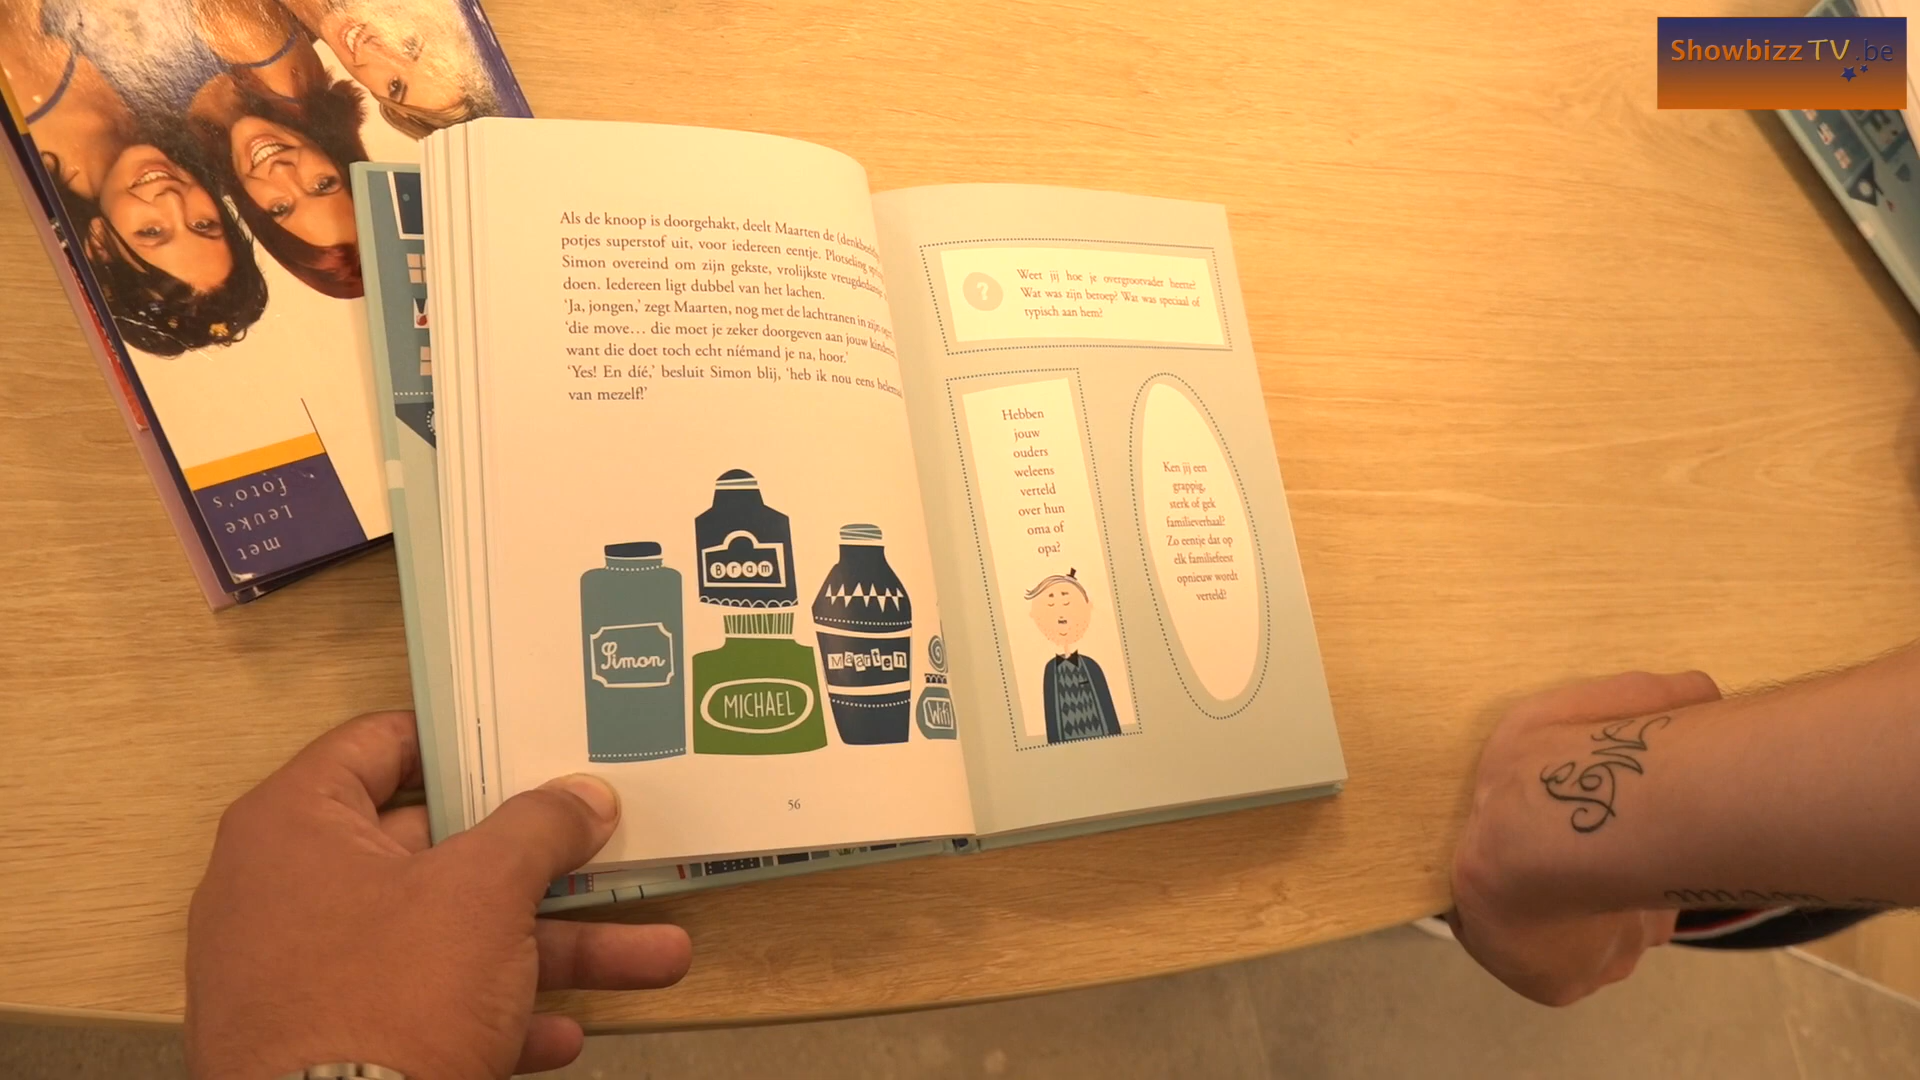 Showbizz TV.be
met
leuke
foto's
Als de knoop is doorgehakt, deelt Maarten de
potjes superstof uit, voor iedereen eentje. Plotseling
Simon overeind om zijn gekste, vrolijkste
doen. Iedereen ligt dubbel van het lachen.
‘Ja, jongen,’ zegt Maarten, nog met de lachtranen in zijn
‘die move… die moet je zeker doorgeven aan jouw
want die doet toch echt níémand je na, hoor.’
‘Yes! En díé,’ besluit Simon blij, ‘heb ik nou eens
van mezelf!’
Simon
Bram
MICHAEL
Maarten
Wifi
56
?
Weet jij hoe je overgrootvader heette?
Wat was zijn beroep? Wat was speciaal of
typisch aan hem?
Hebben
jouw
ouders
weleens
verteld
over hun
oma of
opa?
Ken jij een
grappig,
sterk of gek
familieverhaal?
Zo eentje dat op
elk familiefeest
opnieuw wordt
verteld?